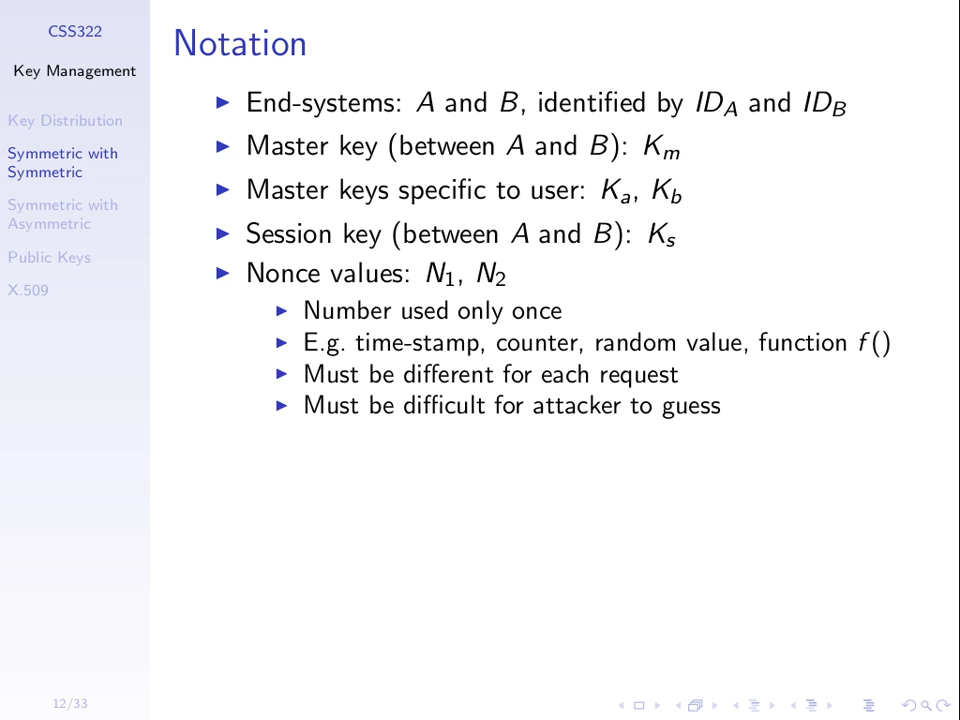 CSS322
Key Management
Key Distribution
Symmetric with
Symmetric
Symmetric with
Asymmetric
Public Keys
X.509
12/33
Notation
▶ End-systems: A and B, identified by ID_A and ID_B
▶ Master key (between A and B): K_m
▶ Master keys specific to user: K_a, K_b
▶ Session key (between A and B): K_s
▶ Nonce values: N_1, N_2
▶ Number used only once
▶ E.g. time-stamp, counter, random value, function f()
▶ Must be different for each request
▶ Must be difficult for attacker to guess